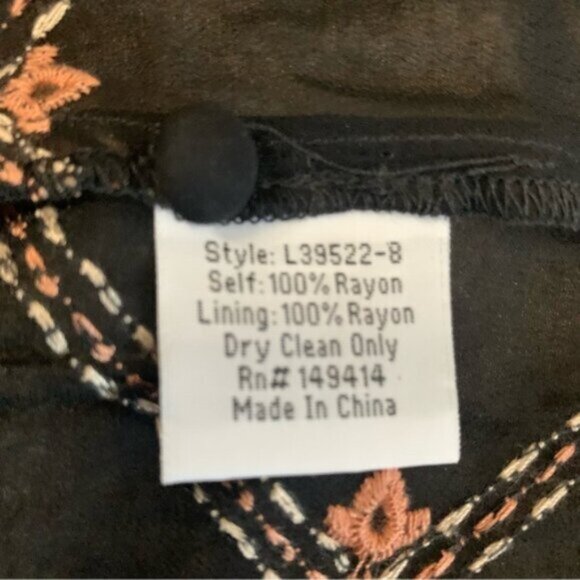 Style: L39522-8
Self: 100% Rayon
Lining: 100% Rayon
Dry Clean Only
Rn# 149414
Made In China